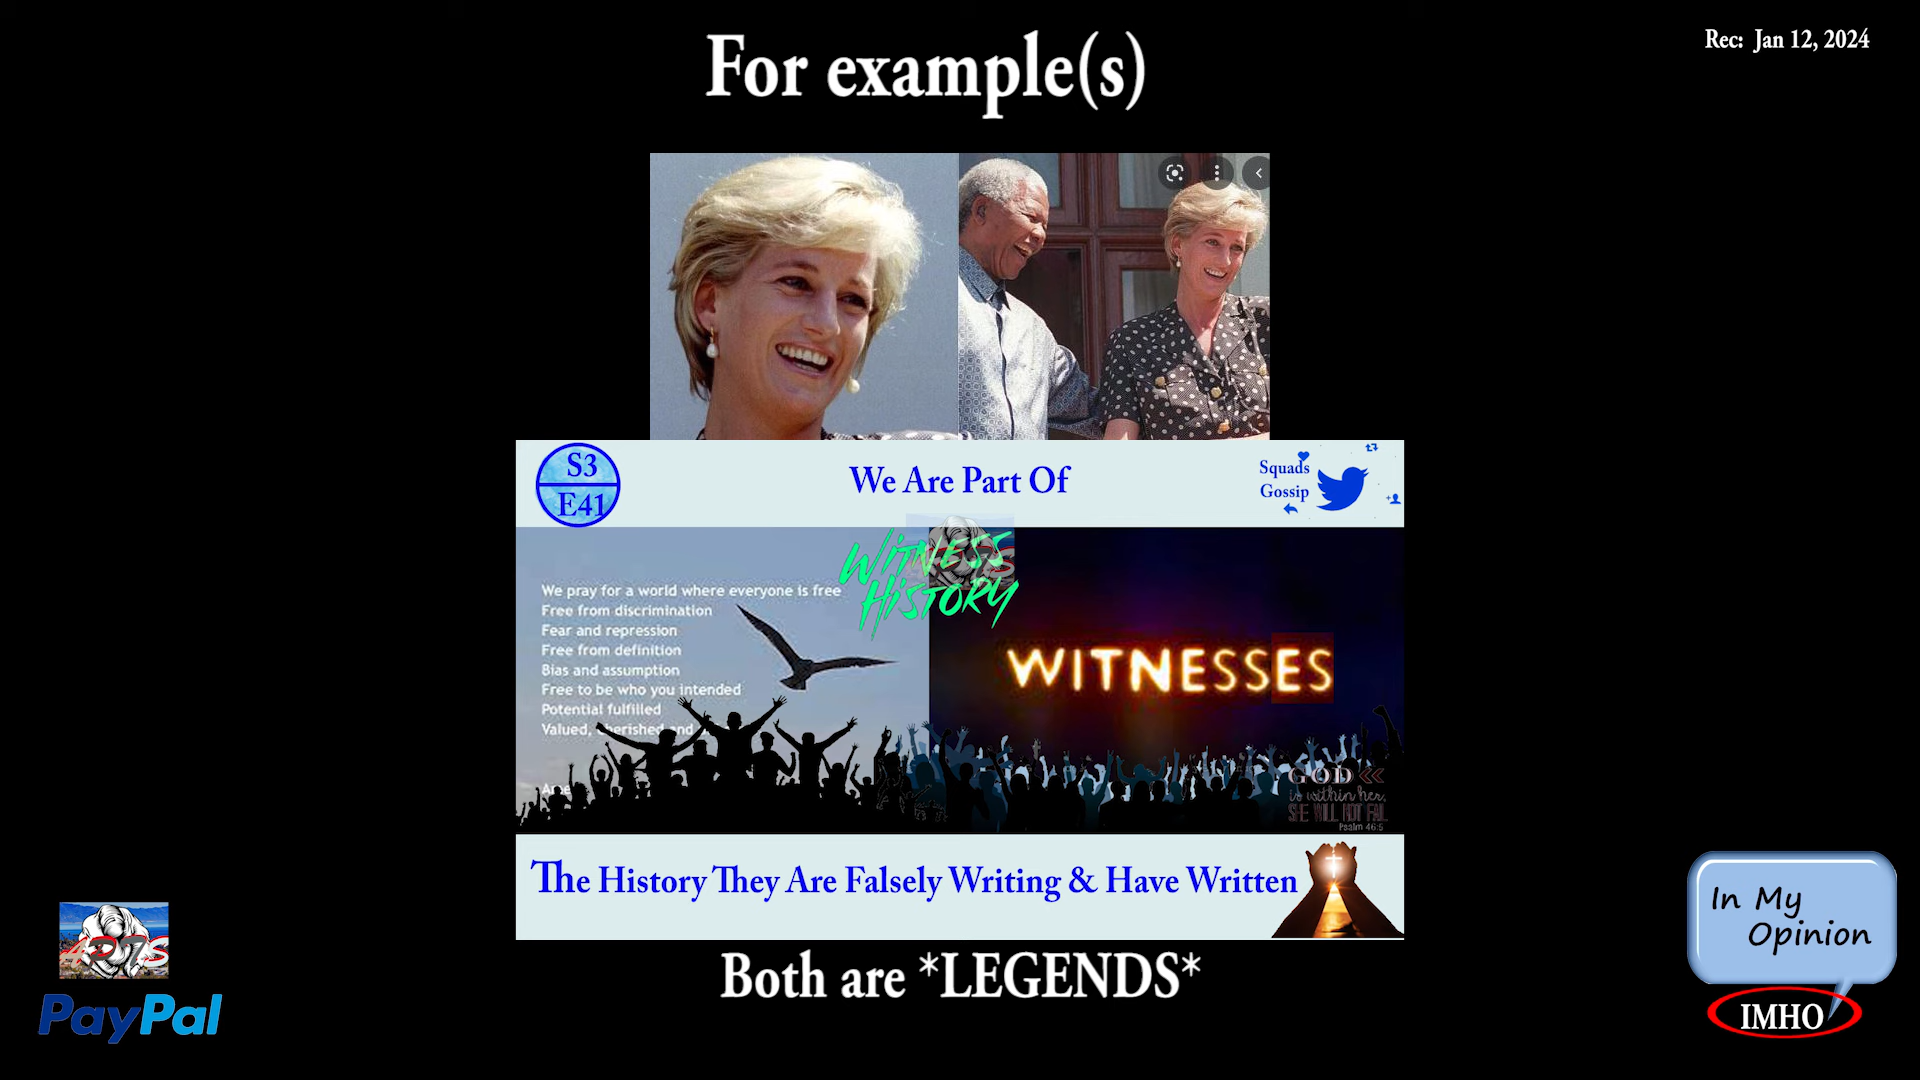 For example(s)
Rec: Jan 12, 2024
S3
E41
We Are Part Of
Squads
Gossip
WITNESS
HISTORY
We pray for a world where everyone is free
Free from discrimination
Fear and repression
Free from definition
Bias and assumption
Free to be who you intended
Potential fulfilled
Valued, cherished and
WITNESSES
GOD
is within her,
SHE WILL NOT FAIL
Psalm 46:5
The History They Are Falsely Writing & Have Written
Both are *LEGENDS*
PayPal
In My
Opinion
IMHO